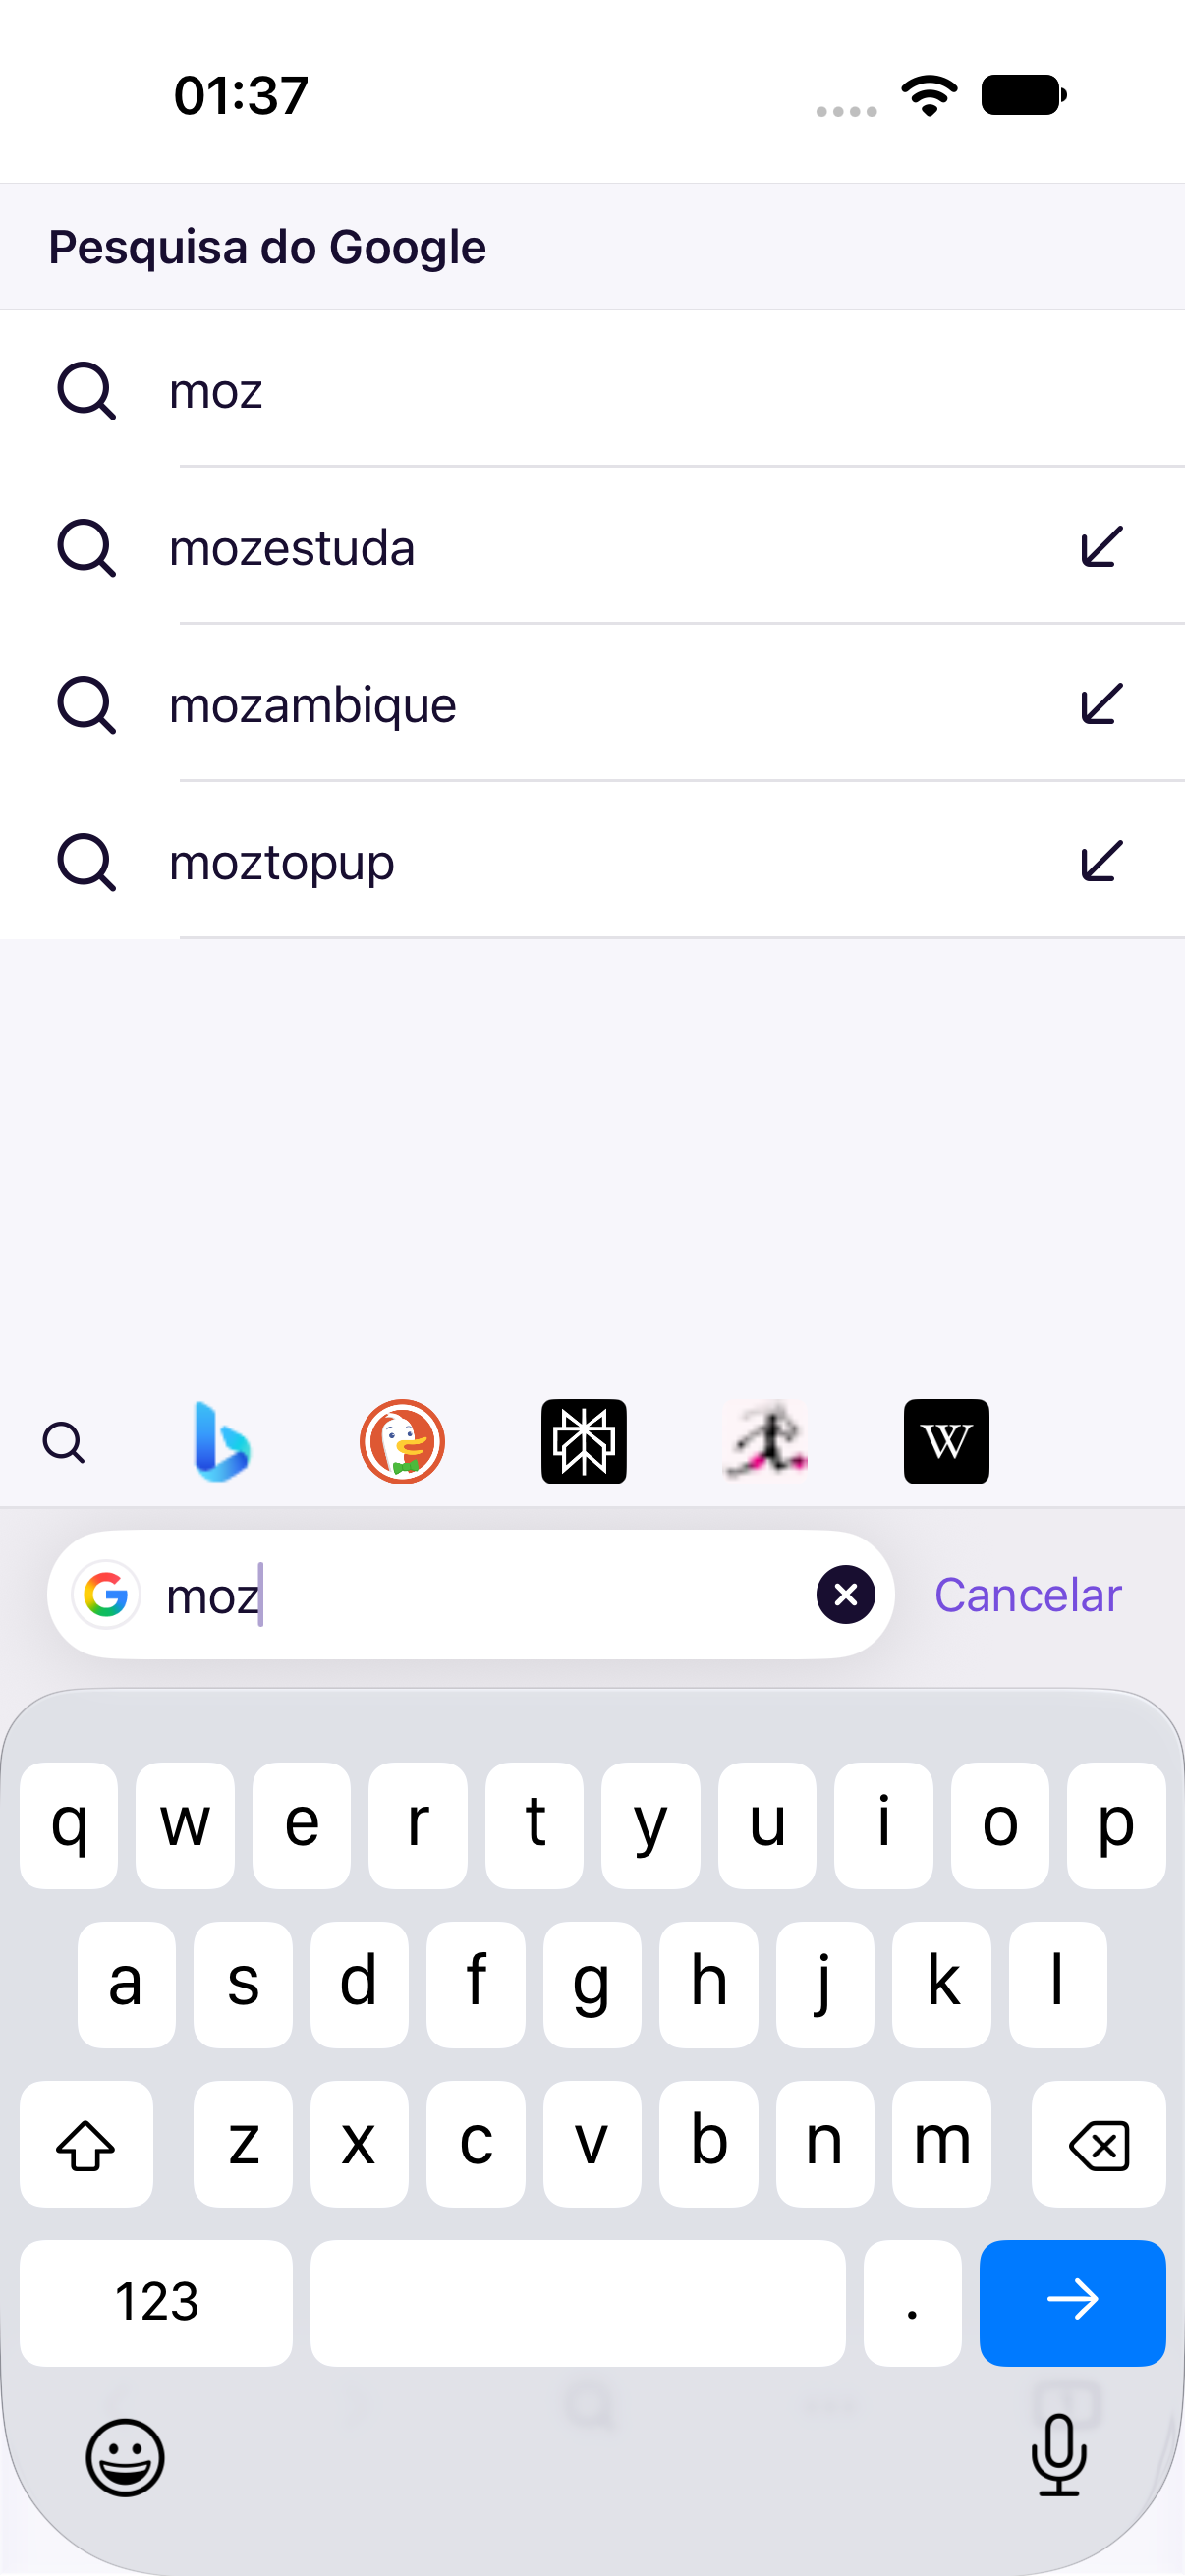 01:37
Pesquisa do Google
moz
mozestuda
mozambique
moztopup
W
G moz Cancelar
q w e r t y u i o p
a s d f g h j k l
z x c v b n m
123 .